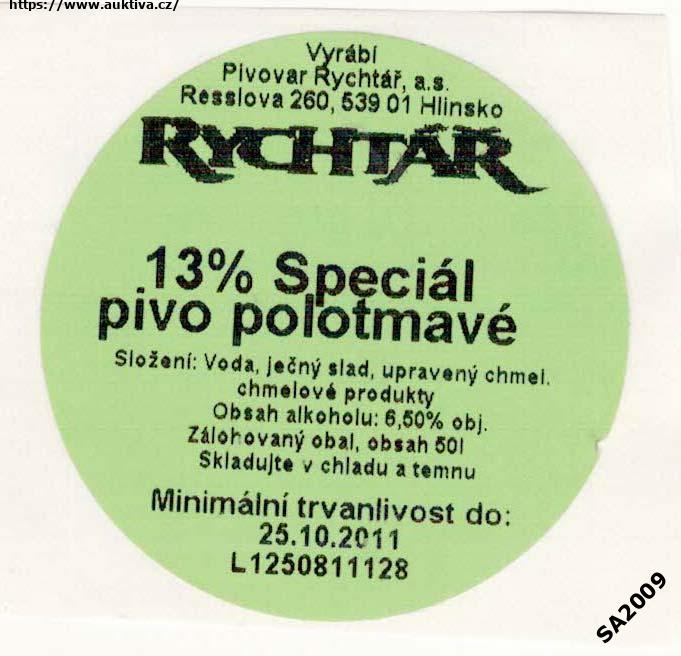 https://www.auktiva.cz/
Vyrábí
Pivovar Rychtář, a.s.
Resslova 260, 539 01 Hlinsko
RYCHTÁŘ
13% Speciál
pivo polotmavé
Složení: Voda, ječný slad, upravený chmel.
chmelové produkty
Obsah alkoholu: 6,50% obj.
Zálohovaný obal, obsah 50l
Skladujte v chladu a temnu
Minimální trvanlivost do:
25.10.2011
L1250811128
SA2009